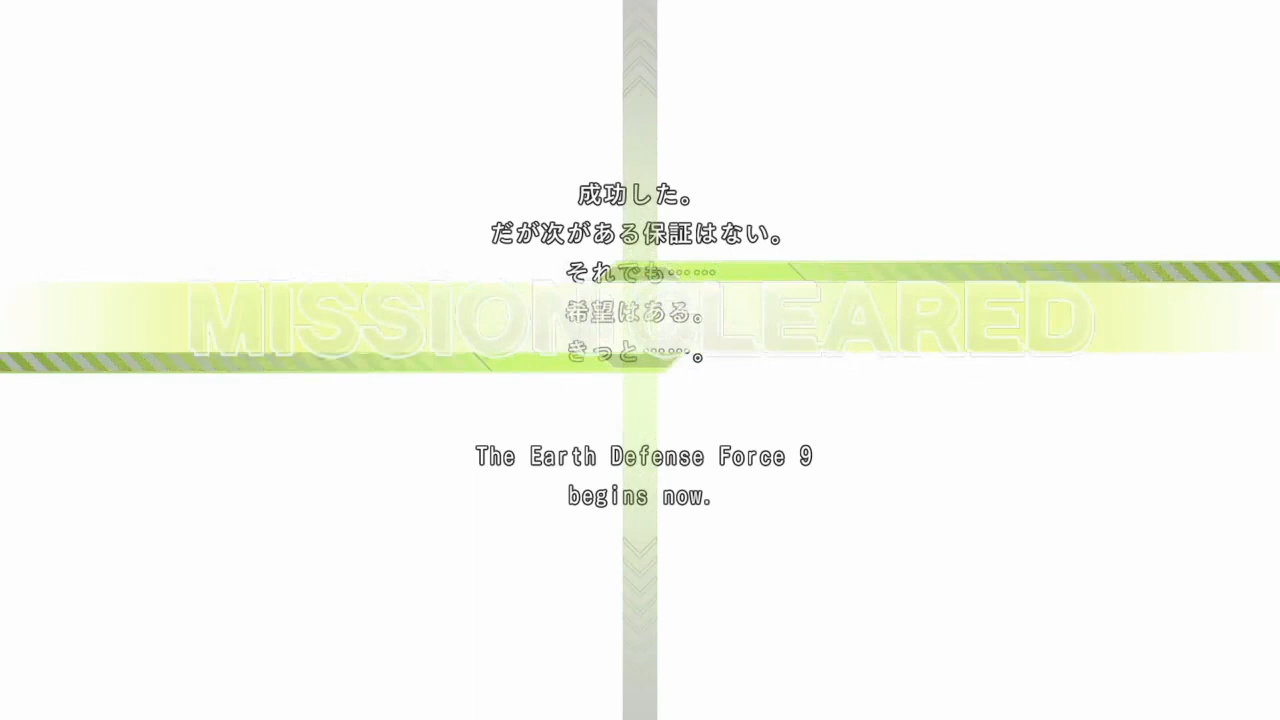 成功した。
だが次がある保証はない。
それでも……
希望はある。
MISSION CLEARED
きっと……。
The Earth Defense Force 9
begins now.